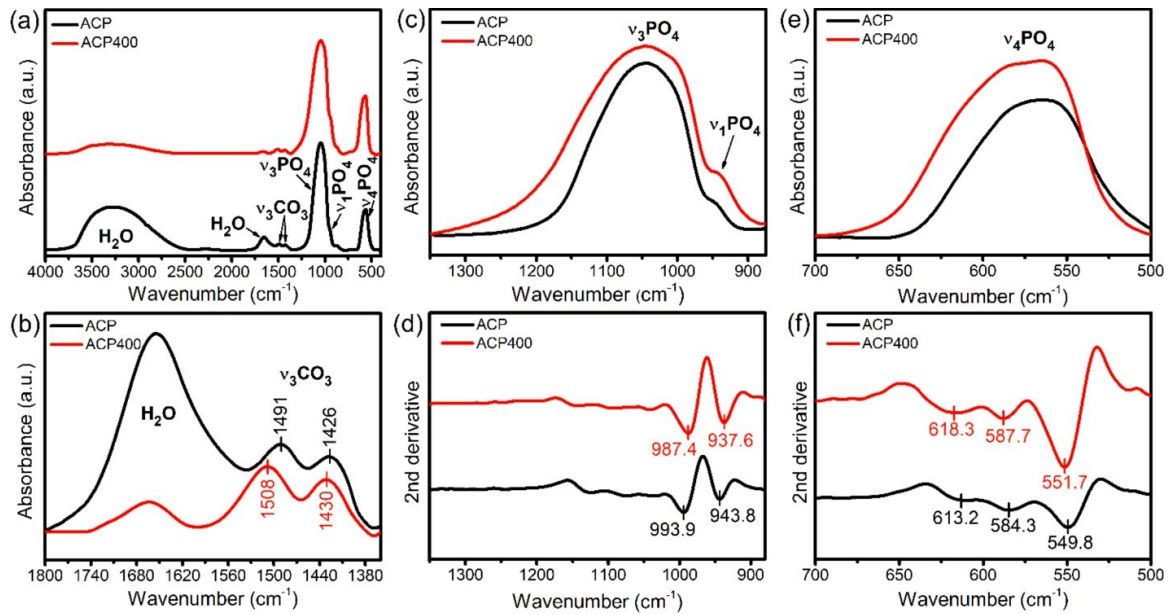 (a)
ACP
ACP400
ν3PO4
ν1PO4
ν4PO4
ν3CO3
H2O
H2O
Absorbance (a.u.)
4000 3500 3000 2500 2000 1500 1000 500
Wavenumber (cm-1)
(b)
ACP
ACP400
ν3CO3
H2O
1491
1426
1508
1430
Absorbance (a.u.)
1800 1740 1680 1620 1560 1500 1440 1380
Wavenumber (cm-1)
(c)
ACP
ACP400
ν3PO4
ν1PO4
Absorbance (a.u.)
1300 1200 1100 1000 900
Wavenumber (cm-1)
(d)
ACP
ACP400
987.4
937.6
993.9
943.8
2nd derivative
1300 1200 1100 1000 900
Wavenumber (cm-1)
(e)
ACP
ACP400
ν4PO4
Absorbance (a.u.)
700 650 600 550 500
Wavenumber (cm-1)
(f)
ACP
ACP400
618.3
587.7
551.7
613.2
584.3
549.8
2nd derivative
700 650 600 550 500
Wavenumber (cm-1)